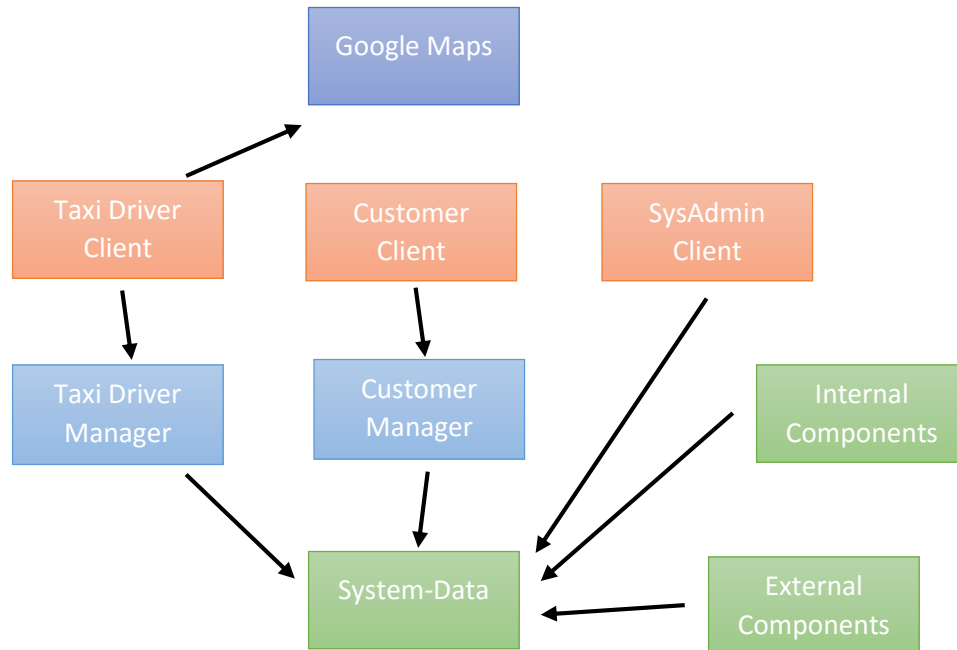 Google Maps
Taxi Driver
Client
Customer
Client
SysAdmin
Client
Taxi Driver
Manager
Customer
Manager
Internal
Components
System-Data
External
Components